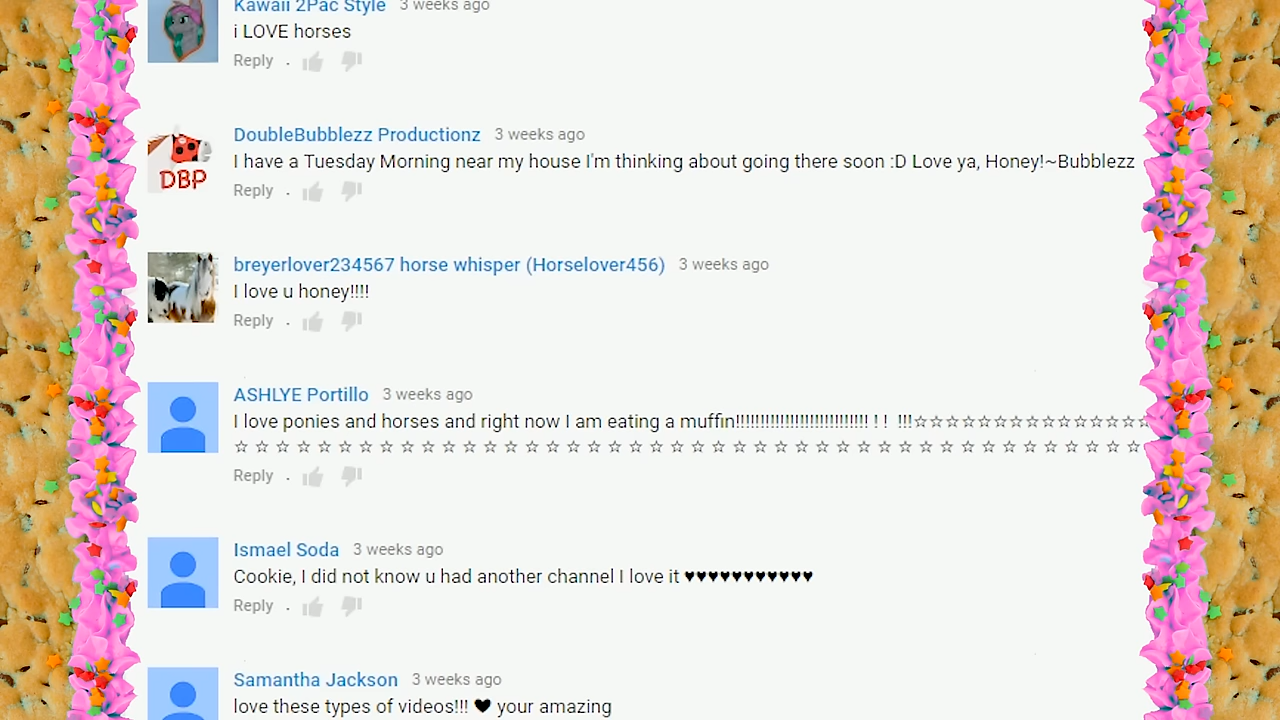 Kawaii 2Pac Style 3 weeks ago
i LOVE horses
Reply .
DoubleBubblezz Productionz 3 weeks ago
I have a Tuesday Morning near my house I'm thinking about going there soon :D Love ya, Honey!~Bubblezz
DBP
Reply .
breyerlover234567 horse whisper (Horselover456) 3 weeks ago
I love u honey!!!!
Reply .
ASHLYE Portillo 3 weeks ago
I love ponies and horses and right now I am eating a muffin!!!!!!!!!!!!!!!!!!!!!!!!!!! ! ! !!!☆☆☆☆☆☆☆☆☆☆☆☆☆☆☆
☆ ☆ ☆ ☆ ☆ ☆ ☆ ☆ ☆ ☆ ☆ ☆ ☆ ☆ ☆ ☆ ☆ ☆ ☆ ☆ ☆ ☆ ☆ ☆ ☆ ☆ ☆ ☆ ☆ ☆ ☆ ☆ ☆ ☆ ☆ ☆ ☆ ☆ ☆ ☆ ☆ ☆ ☆ ☆
Reply .
Ismael Soda 3 weeks ago
Cookie, I did not know u had another channel I love it ♥♥♥♥♥♥♥♥♥♥♥
Reply .
Samantha Jackson 3 weeks ago
love these types of videos!!! ♥ your amazing